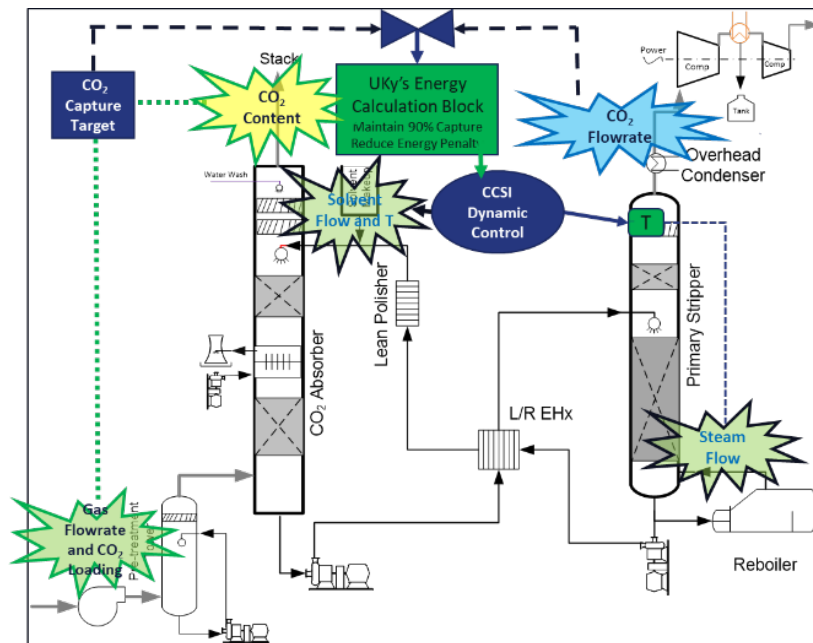 Stack
Power
Comp
Comp
Tank
CO₂
Capture
Target
CO₂
Content
UKy's Energy
Calculation Block
Maintain 90% Capture
Reduce Energy Penalty
CO₂
Flowrate
Overhead
Condenser
Water Wash
Solvent
Flow and T
CCSI
Dynamic
Control
T
Lean Polisher
Primary Stripper
CO₂ Absorber
L/R EHx
Steam
Flow
Gas
Flowrate
and CO₂
Loading
Pre-treatment
Reboiler